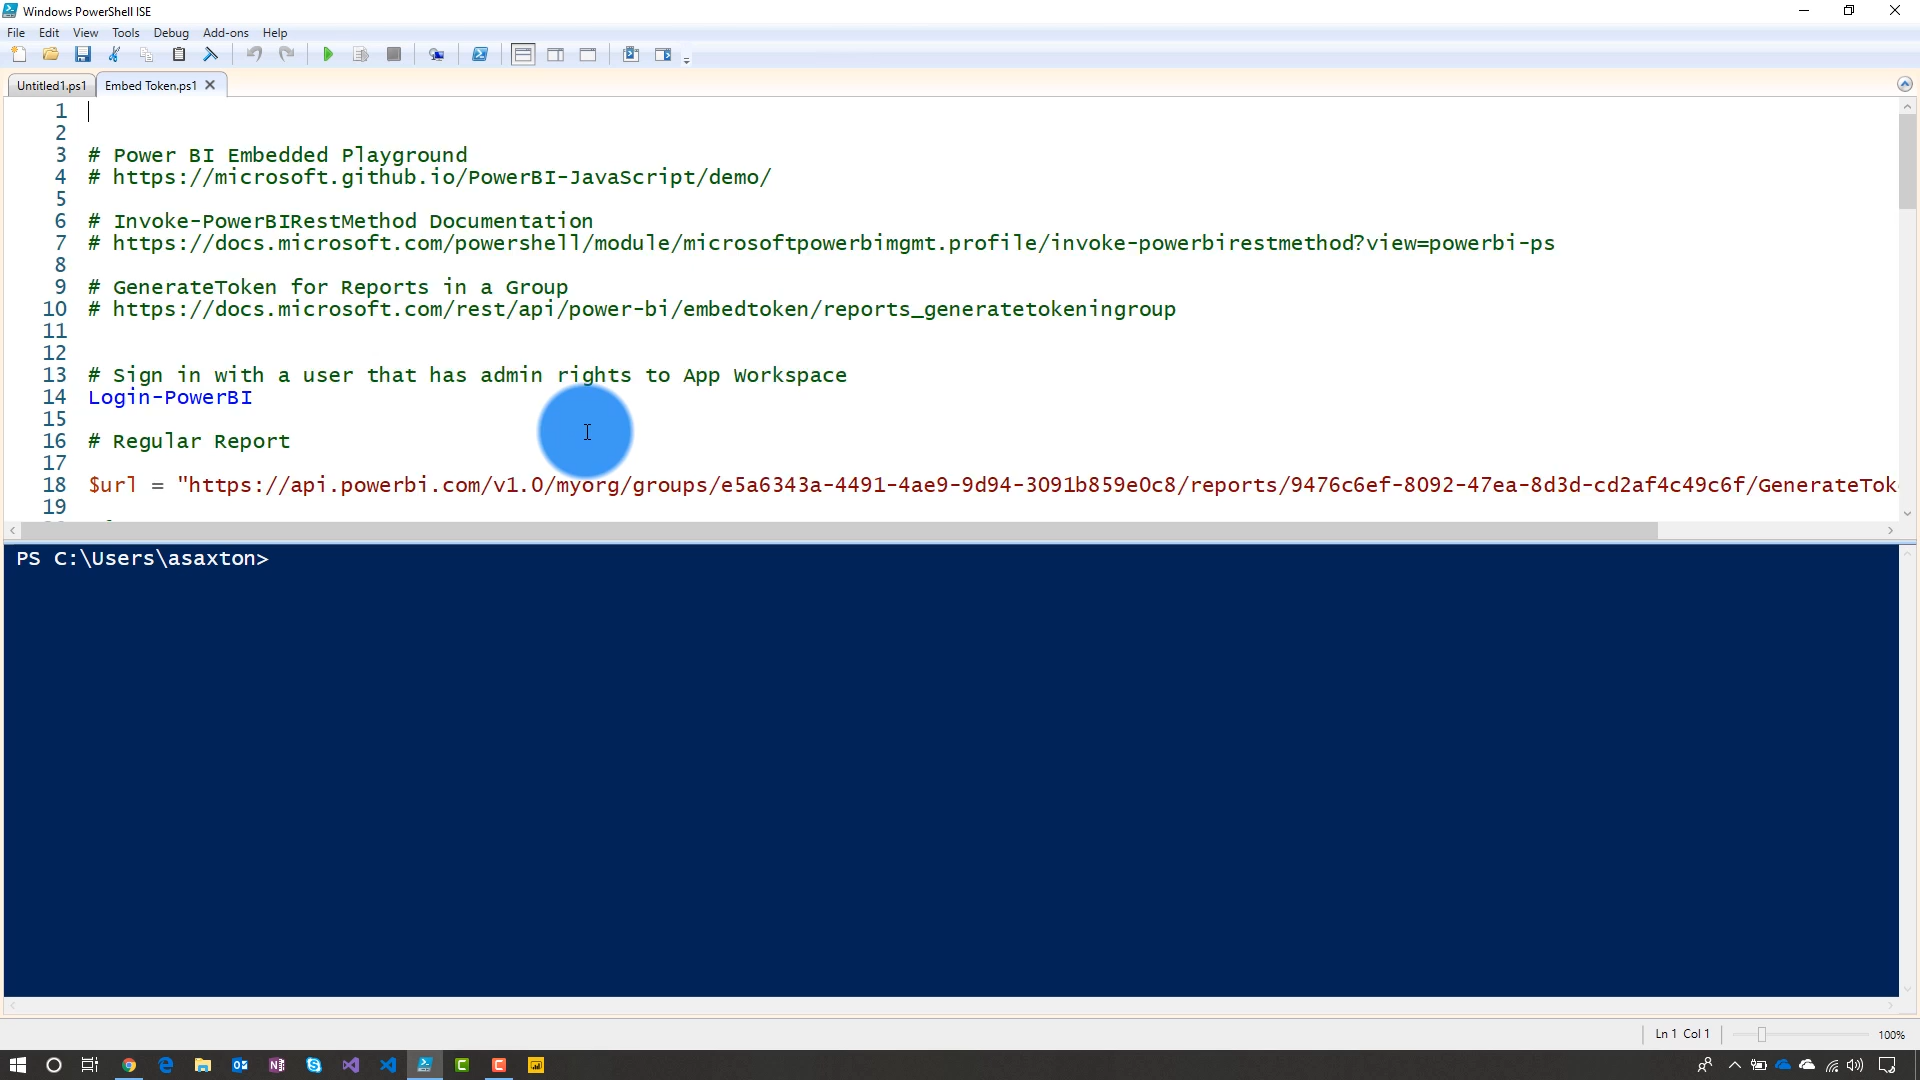 Windows PowerShell ISE
File Edit View Tools Debug Add-ons Help
Untitled1.ps1 Embed Token.ps1
1
2
3 # Power BI Embedded Playground
4 # https://microsoft.github.io/PowerBI-JavaScript/demo/
5
6 # Invoke-PowerBIRestMethod Documentation
7 # https://docs.microsoft.com/powershell/module/microsoftpowerbimgmt.profile/invoke-powerbirestmethod?view=powerbi-ps
8
9 # GenerateToken for Reports in a Group
10 # https://docs.microsoft.com/rest/api/power-bi/embedtoken/reports_generatetokeningroup
11
12
13 # Sign in with a user that has admin rights to App Workspace
14 Login-PowerBI
15
16 # Regular Report
17
18 $url = "https://api.powerbi.com/v1.0/myorg/groups/e5a6343a-4491-4ae9-9d94-3091b859e0c8/reports/9476c6ef-8092-47ea-8d3d-cd2af4c49c6f/GenerateTok
19
PS C:\Users\asaxton>
Ln 1 Col 1 100%